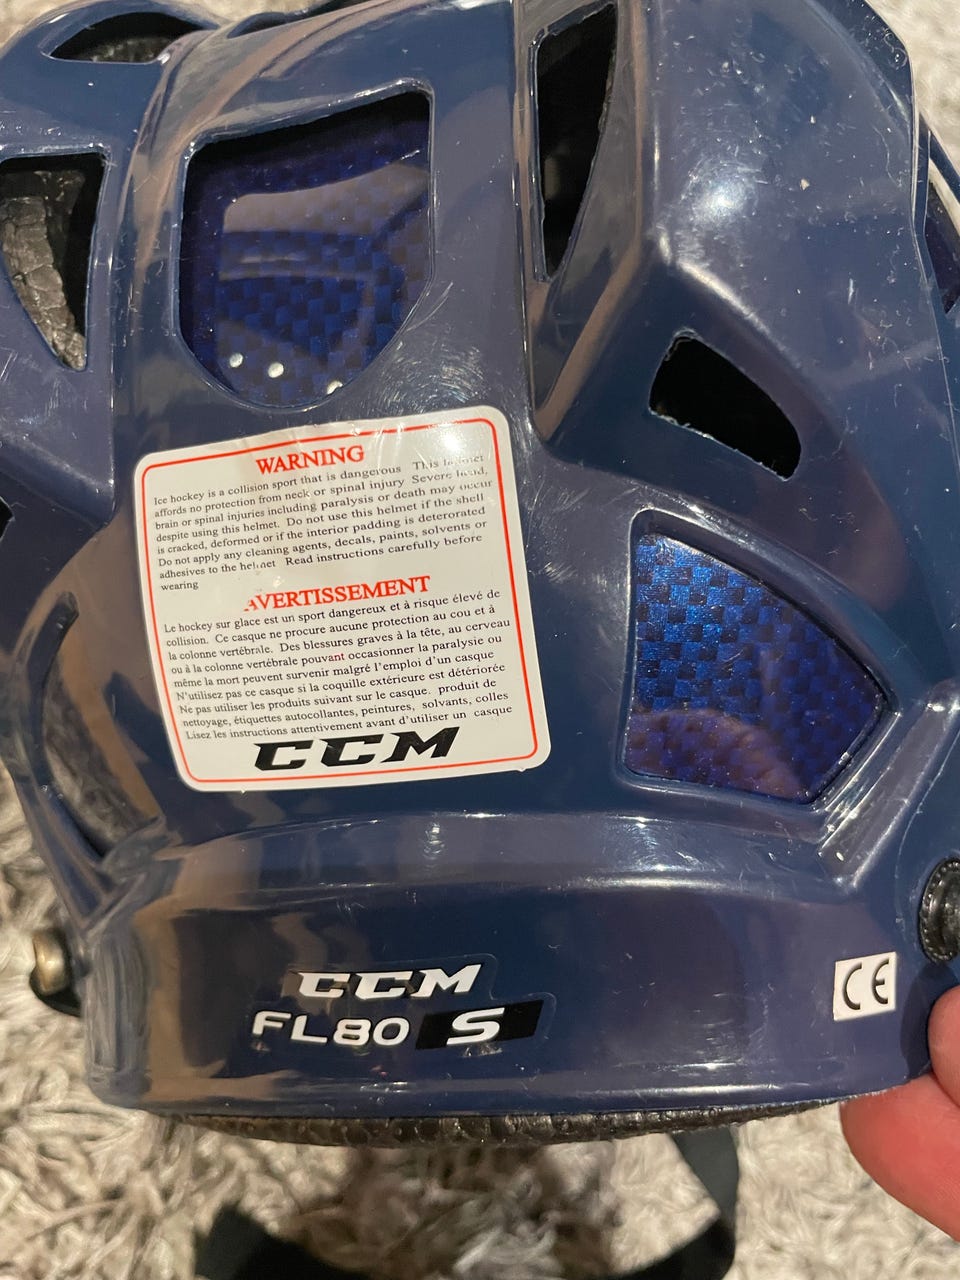 WARNING
Ice hockey is a collision sport that is dangerous This helmet
affords no protection from neck or spinal injury Severe head,
brain or spinal injuries including paralysis or death may occur
despite using this helmet. Do not use this helmet if the shell
is cracked, deformed or if the interior padding is deterorated
Do not apply any cleaning agents, decals, paints, solvents or
adhesives to the helmet Read instructions carefully before
wearing
AVERTISSEMENT
Le hockey sur glace est un sport dangereux et à risque élevé de
collision. Ce casque ne procure aucune protection au cou et à
la colonne vertébrale. Des blessures graves à la tête, au cerveau
ou à la colonne vertébrale pouvant occasionner la paralysie ou
même la mort peuvent survenir malgré l'emploi d'un casque
N'utilisez pas ce casque si la coquille extérieure est détériorée
Ne pas utiliser les produits suivant sur le casque. produit de
nettoyage, étiquettes autocollantes, peintures, solvants, colles
Lisez les instructions attentivement avant d'utiliser un casque
CCM
CCM
FL80 S
CE